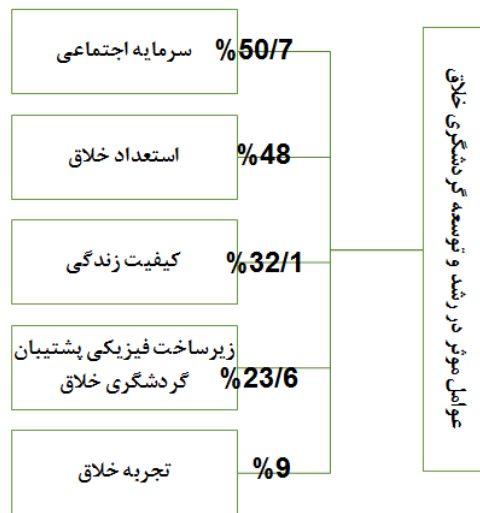 عوامل موثر در رشد و توسعه گردشگری خلاق
سرمایه اجتماعی %50/7
استعداد خلاق %48
کیفیت زندگی %32/1
زیرساخت فیزیکی پشتیبان
گردشگری خلاق %23/6
تجربه خلاق %9